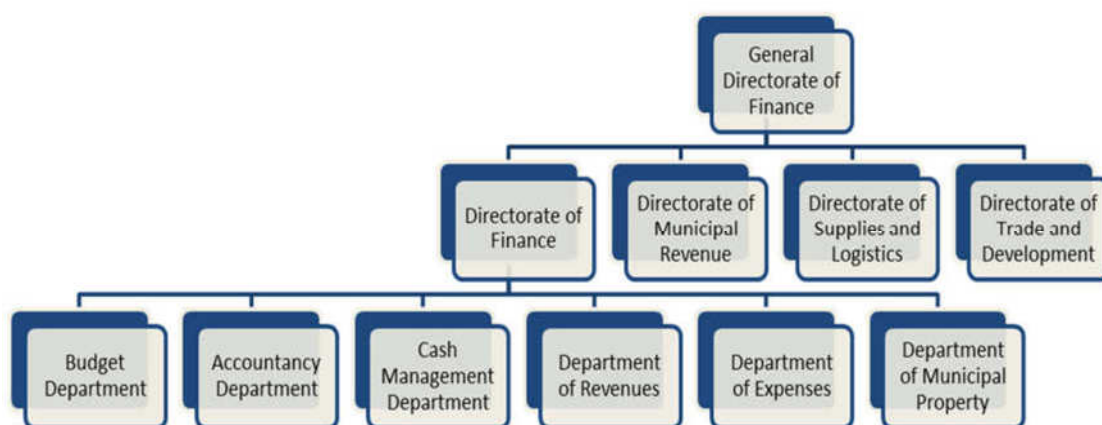 General
Directorate of
Finance
Directorate of
Finance
Directorate of
Municipal
Revenue
Directorate of
Supplies and
Logistics
Directorate of
Trade and
Development
Budget
Department
Accountancy
Department
Cash
Management
Department
Department
of Revenues
Department
of Expenses
Department
of Municipal
Property